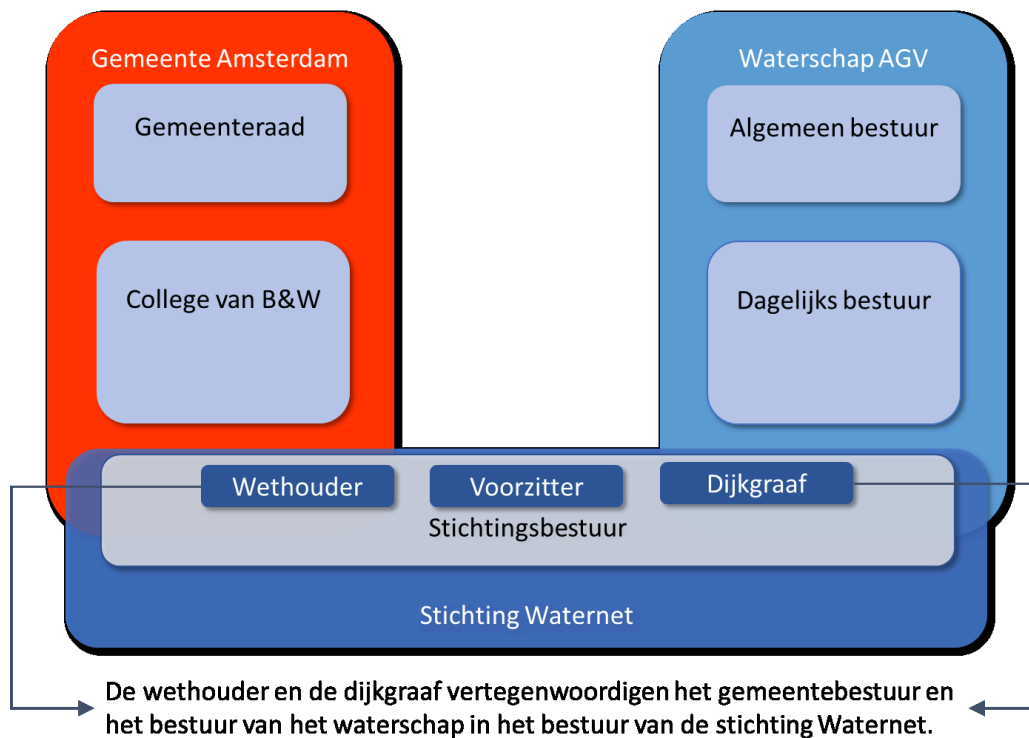 Gemeente Amsterdam
Gemeenteraad
College van B&W
Waterschap AGV
Algemeen bestuur
Dagelijks bestuur
Wethouder
Voorzitter
Dijkgraaf
Stichtingsbestuur
Stichting Waternet
De wethouder en de dijkgraaf vertegenwoordigen het gemeentebestuur en
het bestuur van het waterschap in het bestuur van de stichting Waternet.